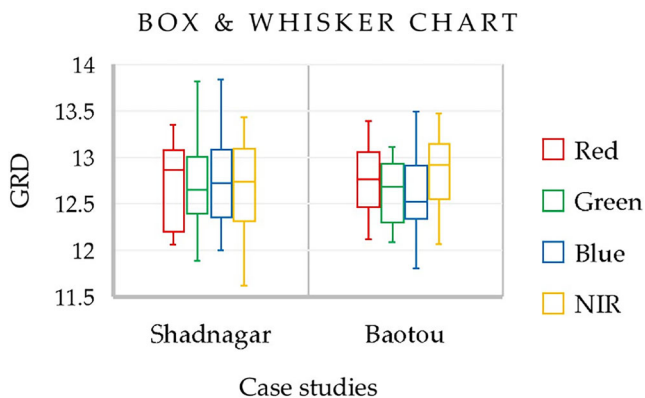 BOX & WHISKER CHART
14
13.5
13
12.5
12
11.5
GRD
Shadnagar
Baotou
Case studies
Red
Green
Blue
NIR